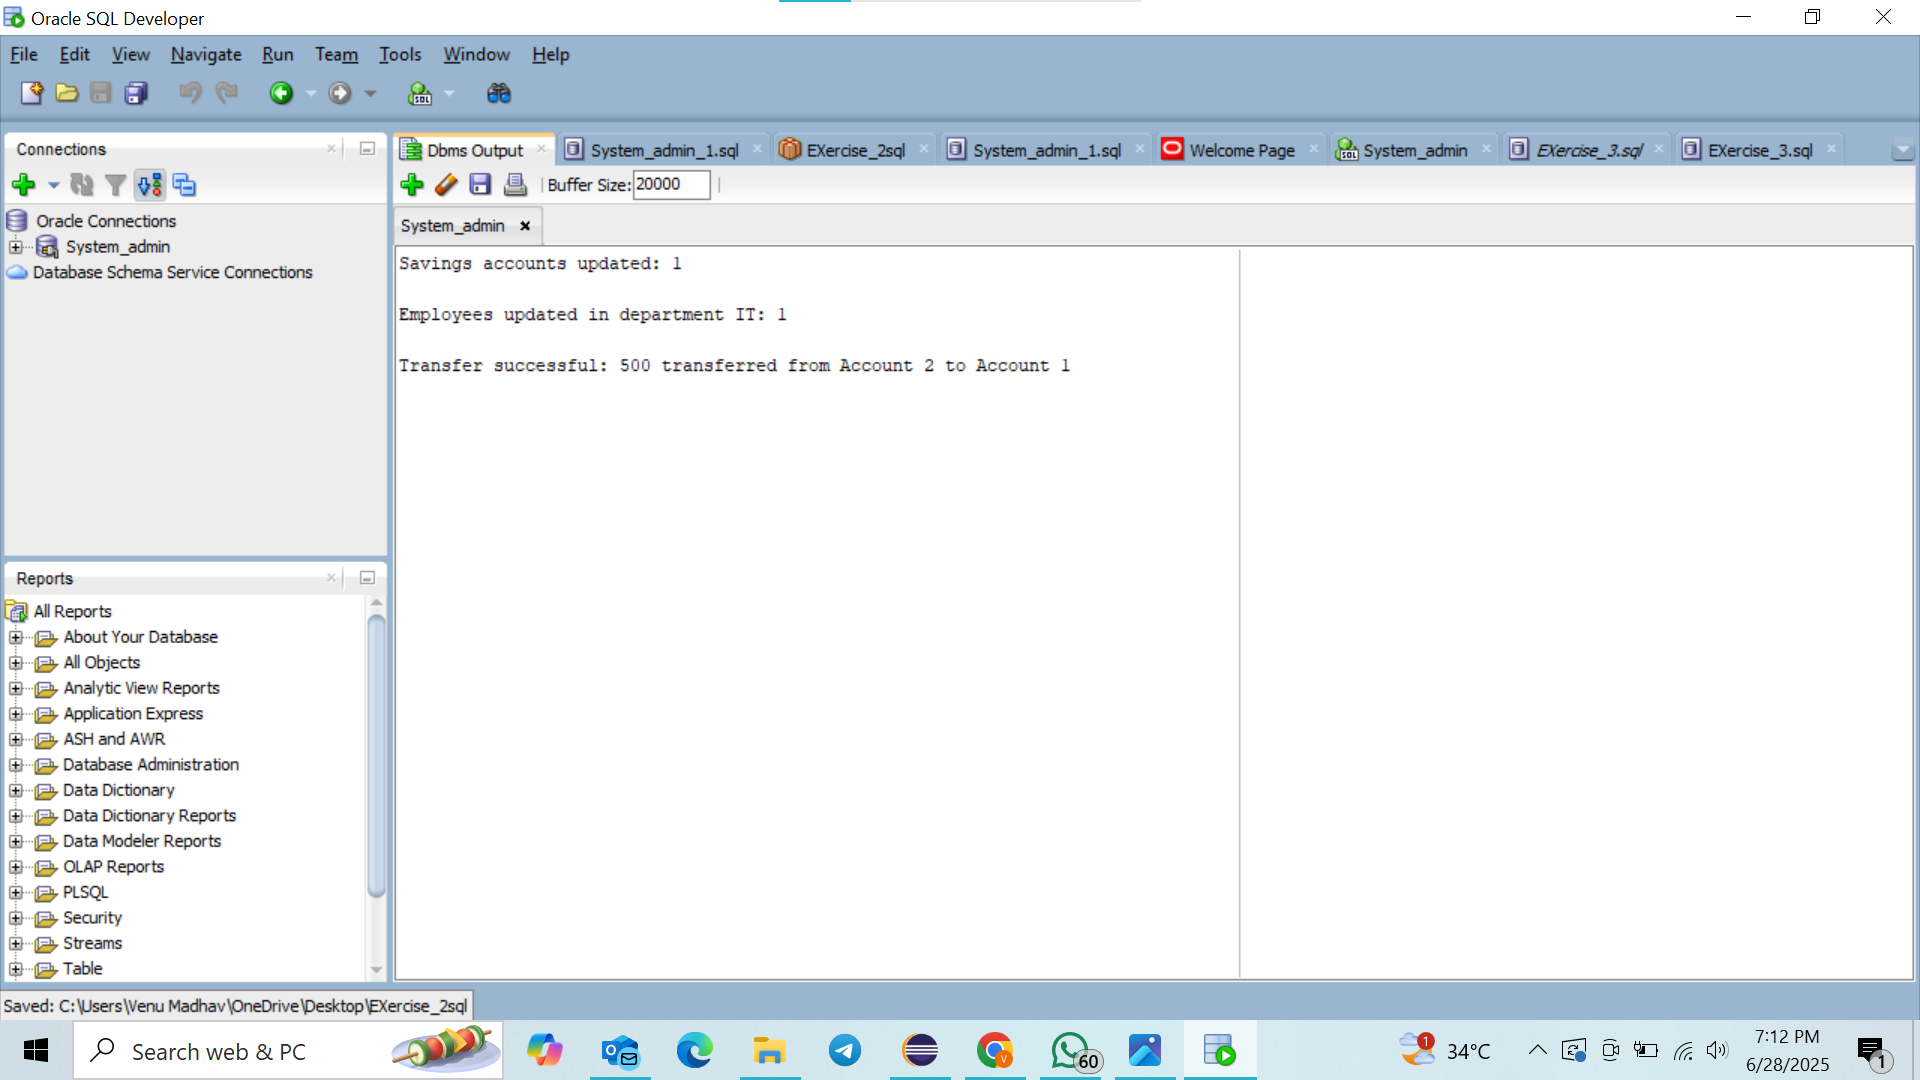 Oracle SQL Developer
File Edit View Navigate Run Team Tools Window Help
Connections
Oracle Connections
System_admin
Database Schema Service Connections
Dbms Output System_admin_1.sql EXercise_2sql System_admin_1.sql Welcome Page System_admin EXercise_3.sql EXercise_3.sql
Buffer Size: 20000
System_admin
Savings accounts updated: 1
Employees updated in department IT: 1
Transfer successful: 500 transferred from Account 2 to Account 1
Reports
All Reports
About Your Database
All Objects
Analytic View Reports
Application Express
ASH and AWR
Database Administration
Data Dictionary
Data Dictionary Reports
Data Modeler Reports
OLAP Reports
PLSQL
Security
Streams
Table
Saved: C:\Users\Venu Madhav\OneDrive\Desktop\EXercise_2sql
Search web & PC
60
1
34°C
7:12 PM
6/28/2025
1